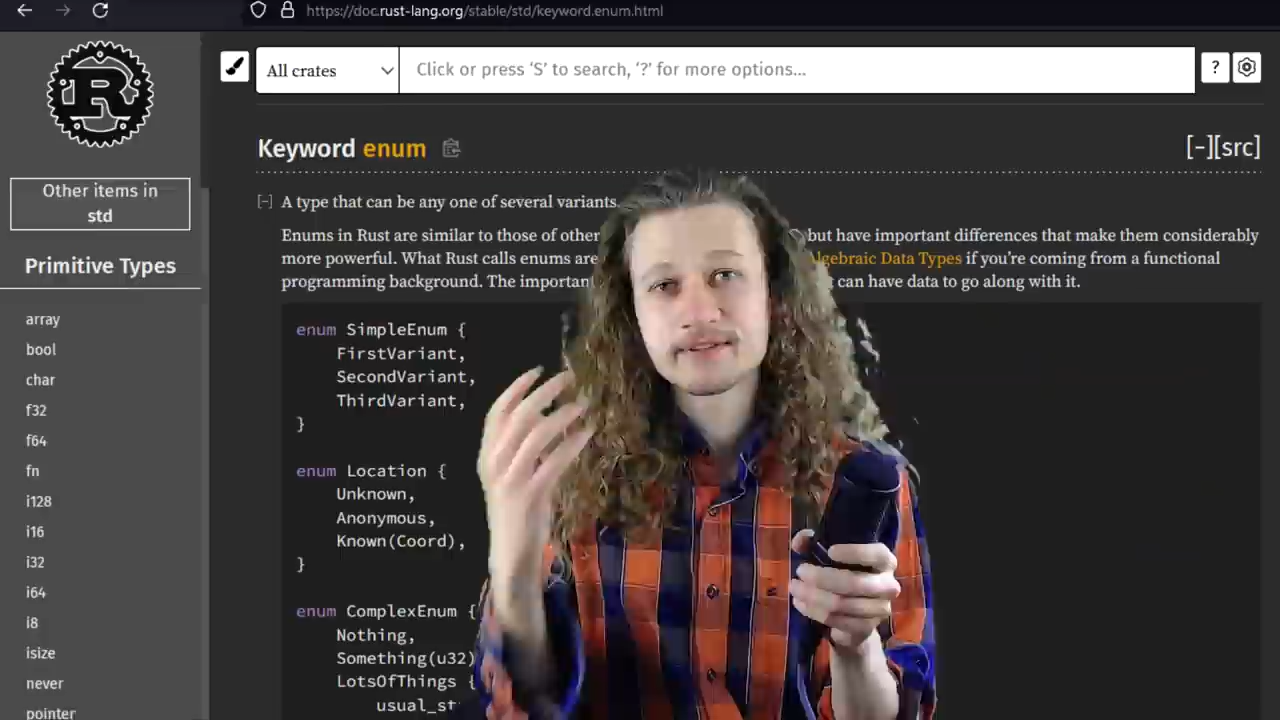 https://doc.rust-lang.org/stable/std/keyword.enum.html
R
All crates
Click or press ‘S’ to search, ‘?’ for more options…
?
Other items in
std
Primitive Types
array
bool
char
f32
f64
fn
i128
i16
i32
i64
i8
isize
never
pointer
Keyword enum
[-][src]
[-] A type that can be any one of several variants.
Enums in Rust are similar to those of other but have important differences that make them considerably
more powerful. What Rust calls enums are Algebraic Data Types if you’re coming from a functional
programming background. The important can have data to go along with it.
enum SimpleEnum {
FirstVariant,
SecondVariant,
ThirdVariant,
}
enum Location {
Unknown,
Anonymous,
Known(Coord),
}
enum ComplexEnum {
Nothing,
Something(u32)
LotsOfThings {
usual_st